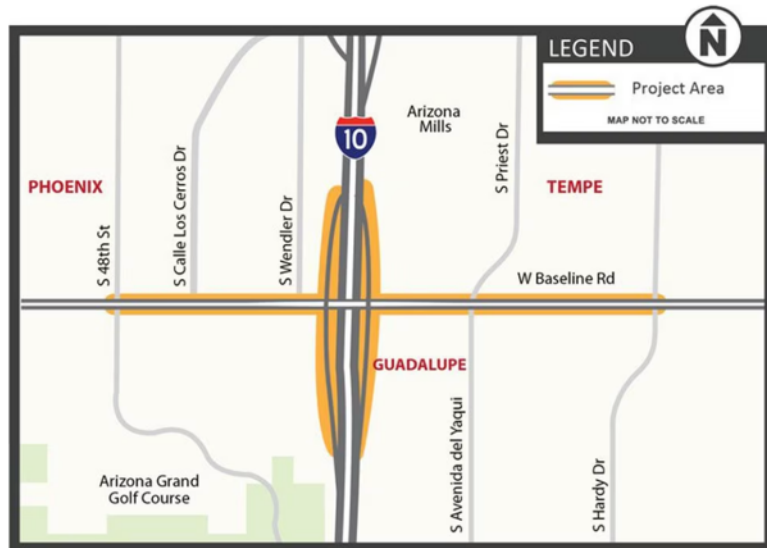 LEGEND
N
Project Area
MAP NOT TO SCALE
10
Arizona
Mills
S Priest Dr
PHOENIX
TEMPE
S Calle Los Cerros Dr
S Wendler Dr
S 48th St
W Baseline Rd
GUADALUPE
S Avenida del Yaqui
S Hardy Dr
Arizona Grand
Golf Course